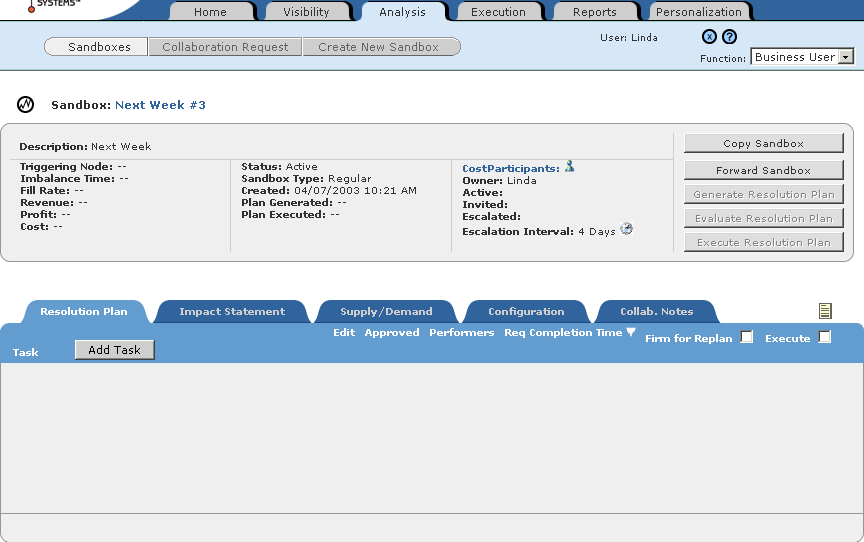 SYSTEMS™
Home Visibility Analysis Execution Reports Personalization
Sandboxes Collaboration Request Create New Sandbox
User: Linda
Function: Business User
Sandbox: Next Week #3
Description: Next Week
Triggering Node: --
Imbalance Time: --
Fill Rate: --
Revenue: --
Profit: --
Cost: --
Status: Active
Sandbox Type: Regular
Created: 04/07/2003 10:21 AM
Plan Generated: --
Plan Executed: --
CostParticipants:
Owner: Linda
Active:
Invited:
Escalated:
Escalation Interval: 4 Days
Copy Sandbox
Forward Sandbox
Generate Resolution Plan
Evaluate Resolution Plan
Execute Resolution Plan
Resolution Plan Impact Statement Supply/Demand Configuration Collab. Notes
Task Add Task Edit Approved Performers Req Completion Time Firm for Replan Execute